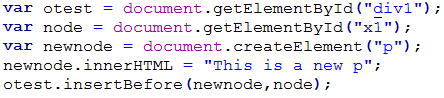 var otest = document.getElementById("div1");
var node = document.getElementById("x1");
var newnode = document.createElement("p");
newnode.innerHTML = "This is a new p";
otest.insertBefore(newnode,node);